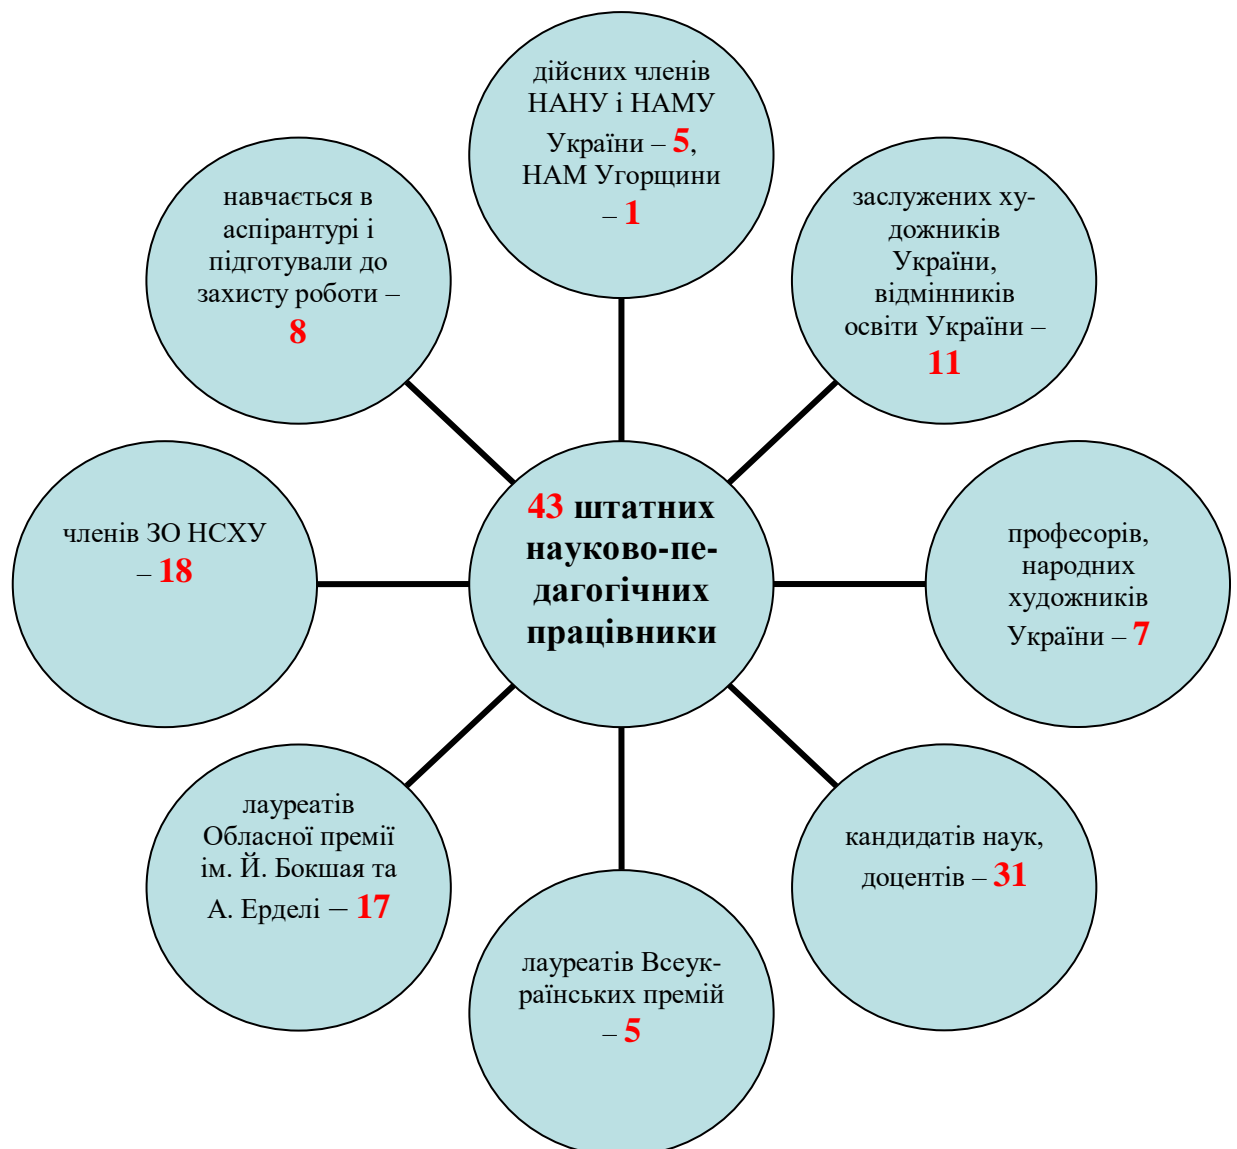 дійсних членів
НАНУ і НАМУ
України – 5,
НАМ Угорщини
– 1
заслужених ху-
дожників
України,
відмінників
освіти України –
11
професорів,
народних
художників
України – 7
кандидатів наук,
доцентів – 31
лауреатів Всеук-
раїнських премій
– 5
лауреатів
Обласної премії
ім. Й. Бокшая та
А. Ерделі – 17
членів ЗО НСХУ
– 18
навчається в
аспірантурі і
підготували до
захисту роботи –
8
43 штатних
науково-пе-
дагогічних
працівники